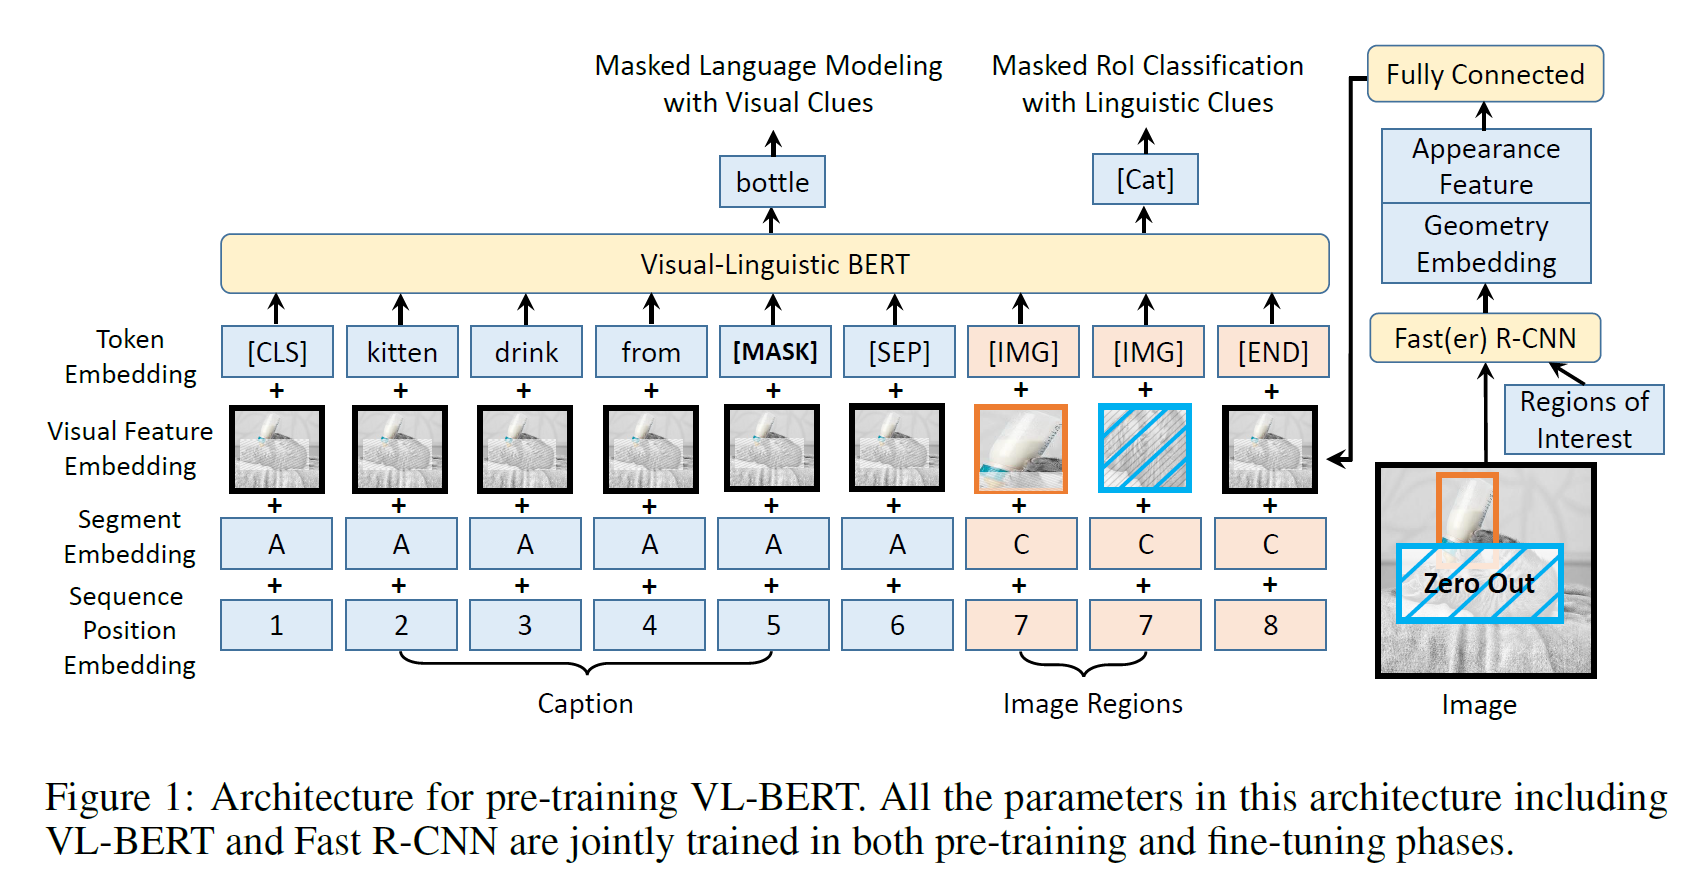 Masked Language Modeling
with Visual Clues
Masked RoI Classification
with Linguistic Clues
Fully Connected
Appearance
Feature
Geometry
Embedding
bottle
[Cat]
Visual-Linguistic BERT
Fast(er) R-CNN
Regions of
Interest
Token
Embedding
[CLS] kitten drink from [MASK] [SEP] [IMG] [IMG] [END]
+ + + + + + + + +
Visual Feature
Embedding
+ + + + + + + + +
Segment
Embedding
A A A A A A C C C
+ + + + + + + + +
Sequence
Position
Embedding
1 2 3 4 5 6 7 7 8
Caption
Image Regions
Zero Out
Image
Figure 1: Architecture for pre-training VL-BERT. All the parameters in this architecture including
VL-BERT and Fast R-CNN are jointly trained in both pre-training and fine-tuning phases.